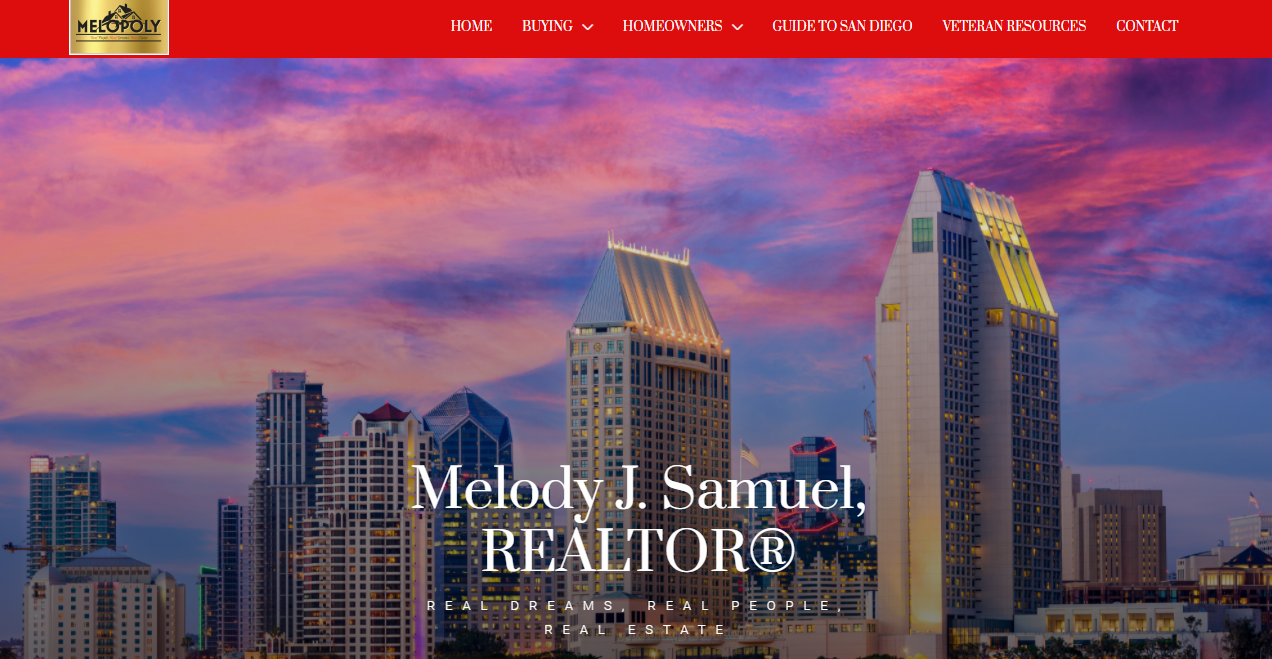 MELOPOLY
HOME BUYING HOMEOWNERS GUIDE TO SAN DIEGO VETERAN RESOURCES CONTACT
Melody J. Samuel,
REALTOR®
REAL DREAMS, REAL PEOPLE,
REAL ESTATE